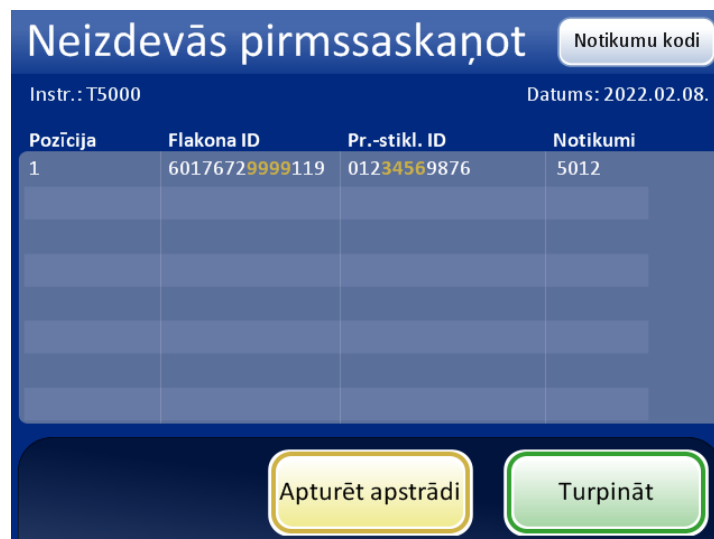 Neizdevās pirmssaskaņot
Notikumu kodi
Instr.: T5000 Datums: 2022.02.08.
Pozīcija Flakona ID Pr.-stikl. ID Notikumi
1 60176729999119 01234569876 5012
Apturēt apstrādi Turpināt